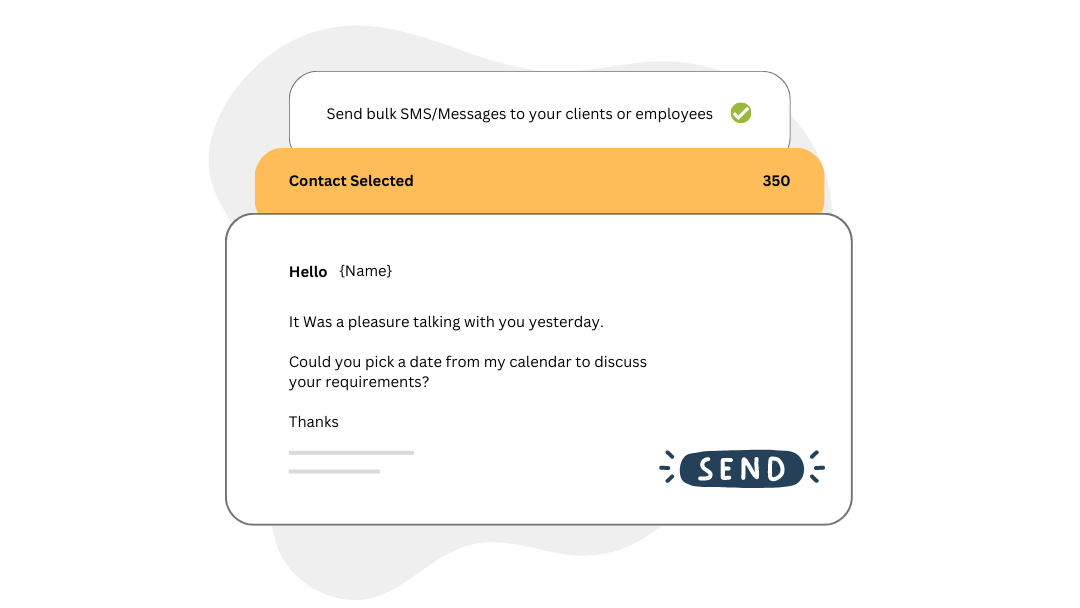 Send bulk SMS/Messages to your clients or employees
Contact Selected 350
Hello {Name}
It Was a pleasure talking with you yesterday.
Could you pick a date from my calendar to discuss
your requirements?
Thanks
SEND